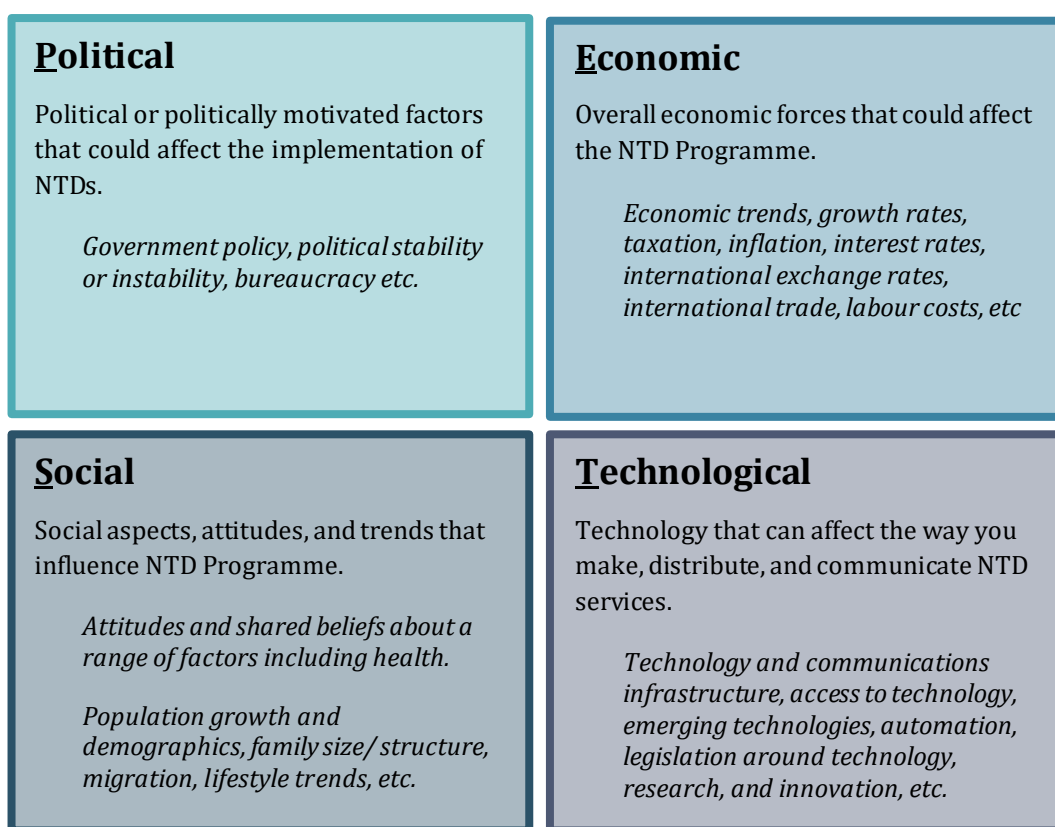 Political
Political or politically motivated factors
that could affect the implementation of
NTDs.
Government policy, political stability
or instability, bureaucracy etc.
Economic
Overall economic forces that could affect
the NTD Programme.
Economic trends, growth rates,
taxation, inflation, interest rates,
international exchange rates,
international trade, labour costs, etc
Social
Social aspects, attitudes, and trends that
influence NTD Programme.
Attitudes and shared beliefs about a
range of factors including health.
Population growth and
demographics, family size/ structure,
migration, lifestyle trends, etc.
Technological
Technology that can affect the way you
make, distribute, and communicate NTD
services.
Technology and communications
infrastructure, access to technology,
emerging technologies, automation,
legislation around technology,
research, and innovation, etc.